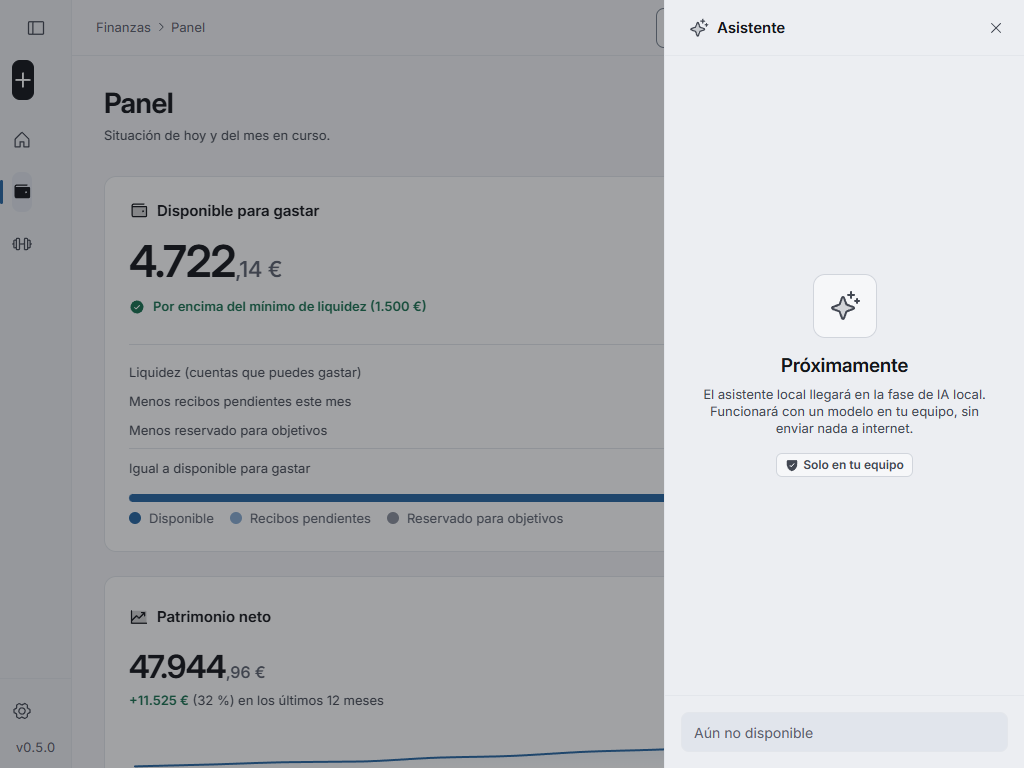 Finanzas > Panel
Panel
Situación de hoy y del mes en curso.
Disponible para gastar
4.722,14 €
Por encima del mínimo de liquidez (1.500 €)
Liquidez (cuentas que puedes gastar)
Menos recibos pendientes este mes
Menos reservado para objetivos
Igual a disponible para gastar
Disponible
Recibos pendientes
Reservado para objetivos
Patrimonio neto
47.944,96 €
+11.525 € (32 %) en los últimos 12 meses
v0.5.0
Asistente
Próximamente
El asistente local llegará en la fase de IA local.
Funcionará con un modelo en tu equipo, sin
enviar nada a internet.
Solo en tu equipo
Aún no disponible